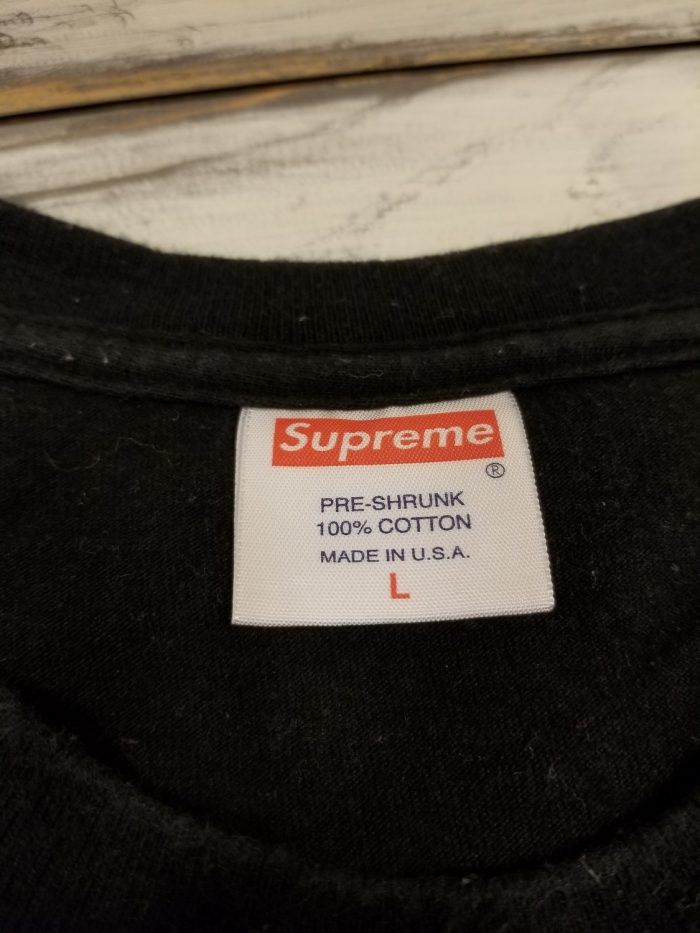 Supreme
®
PRE-SHRUNK
100% COTTON
MADE IN U.S.A.
L